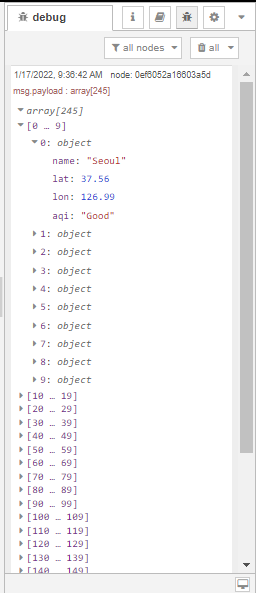 debug
i
all nodes
all
1/17/2022, 9:36:42 AM node: 0ef6052a16603a5d
msg.payload : array[245]
array[245]
[0 … 9]
0: object
name: "Seoul"
lat: 37.56
lon: 126.99
aqi: "Good"
1: object
2: object
3: object
4: object
5: object
6: object
7: object
8: object
9: object
[10 … 19]
[20 … 29]
[30 … 39]
[40 … 49]
[50 … 59]
[60 … 69]
[70 … 79]
[80 … 89]
[90 … 99]
[100 … 109]
[110 … 119]
[120 … 129]
[130 … 139]
[140 … 149]